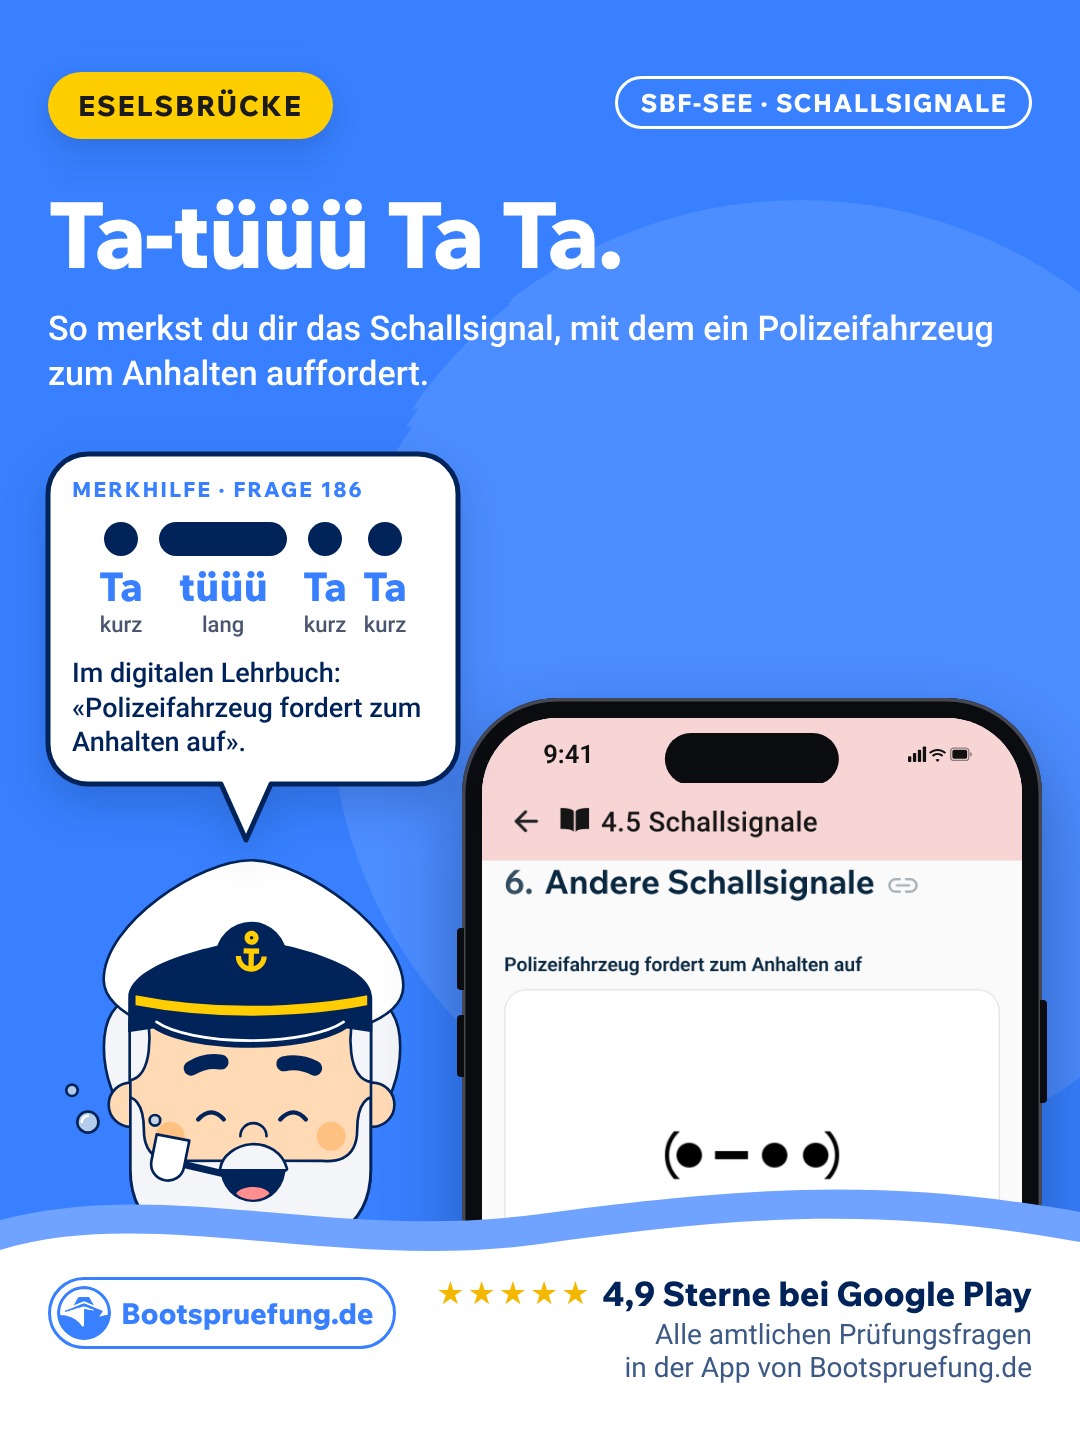 ESELSBRÜCKE
SBF-SEE · SCHALLSIGNALE
Ta-tüüü Ta Ta.
So merkst du dir das Schallsignal, mit dem ein Polizeifahrzeug
zum Anhalten auffordert.
MERKHILFE · FRAGE 186
Ta tüüü Ta Ta
kurz lang kurz kurz
Im digitalen Lehrbuch:
«Polizeifahrzeug fordert zum
Anhalten auf».
9:41
4.5 Schallsignale
6. Andere Schallsignale
Polizeifahrzeug fordert zum Anhalten auf
Bootspruefung.de
★★★★★ 4,9 Sterne bei Google Play
Alle amtlichen Prüfungsfragen
in der App von Bootspruefung.de